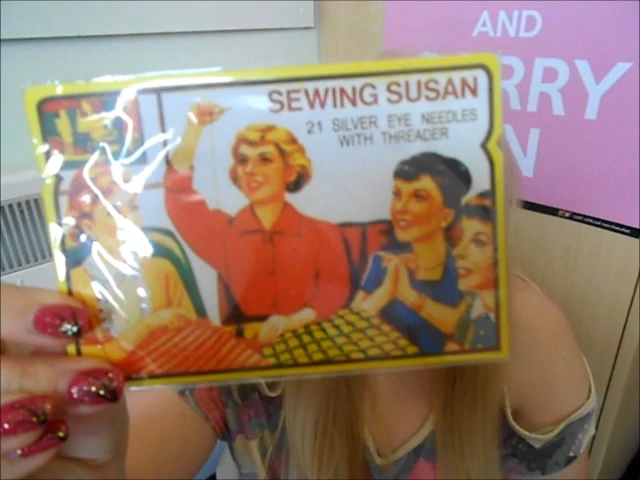 AND
RRY
N
SEWING SUSAN
21 SILVER EYE NEEDLES
WITH THREADER